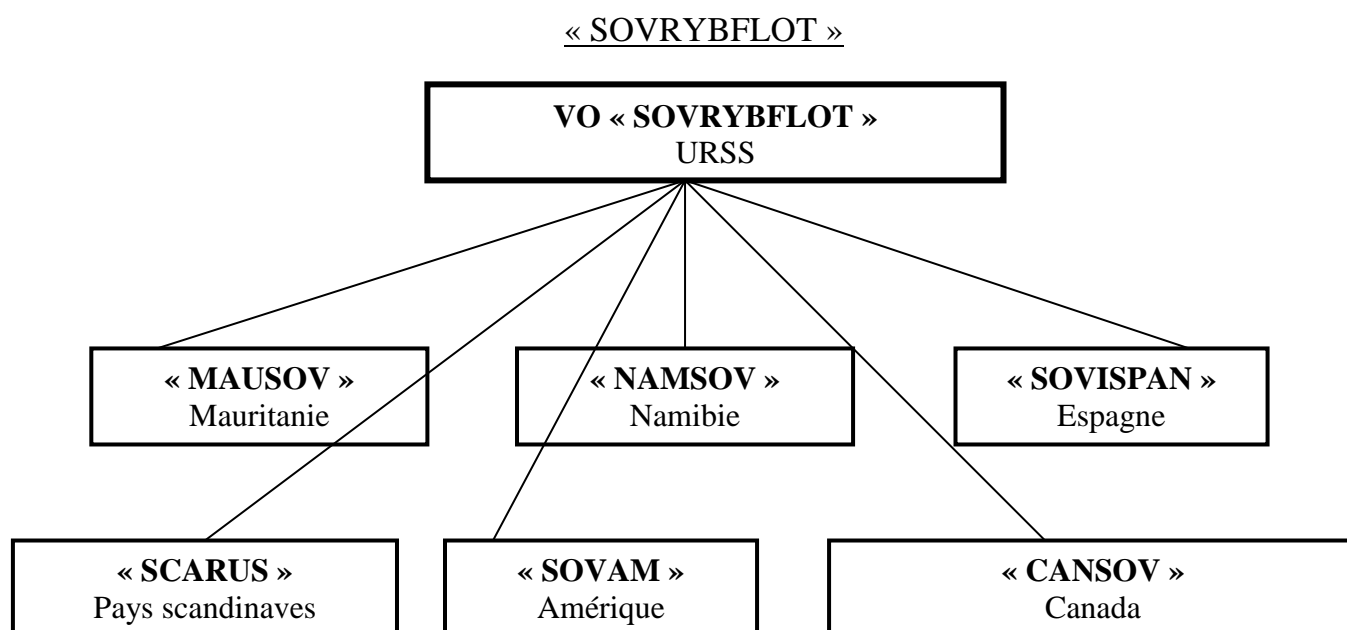 « SOVRYBFLOT »
VO « SOVRYBFLOT »
URSS
« MAUSOV »
Mauritanie
« NAMSOV »
Namibie
« SOVISPAN »
Espagne
« SCARUS »
Pays scandinaves
« SOVAM »
Amérique
« CANSOV »
Canada